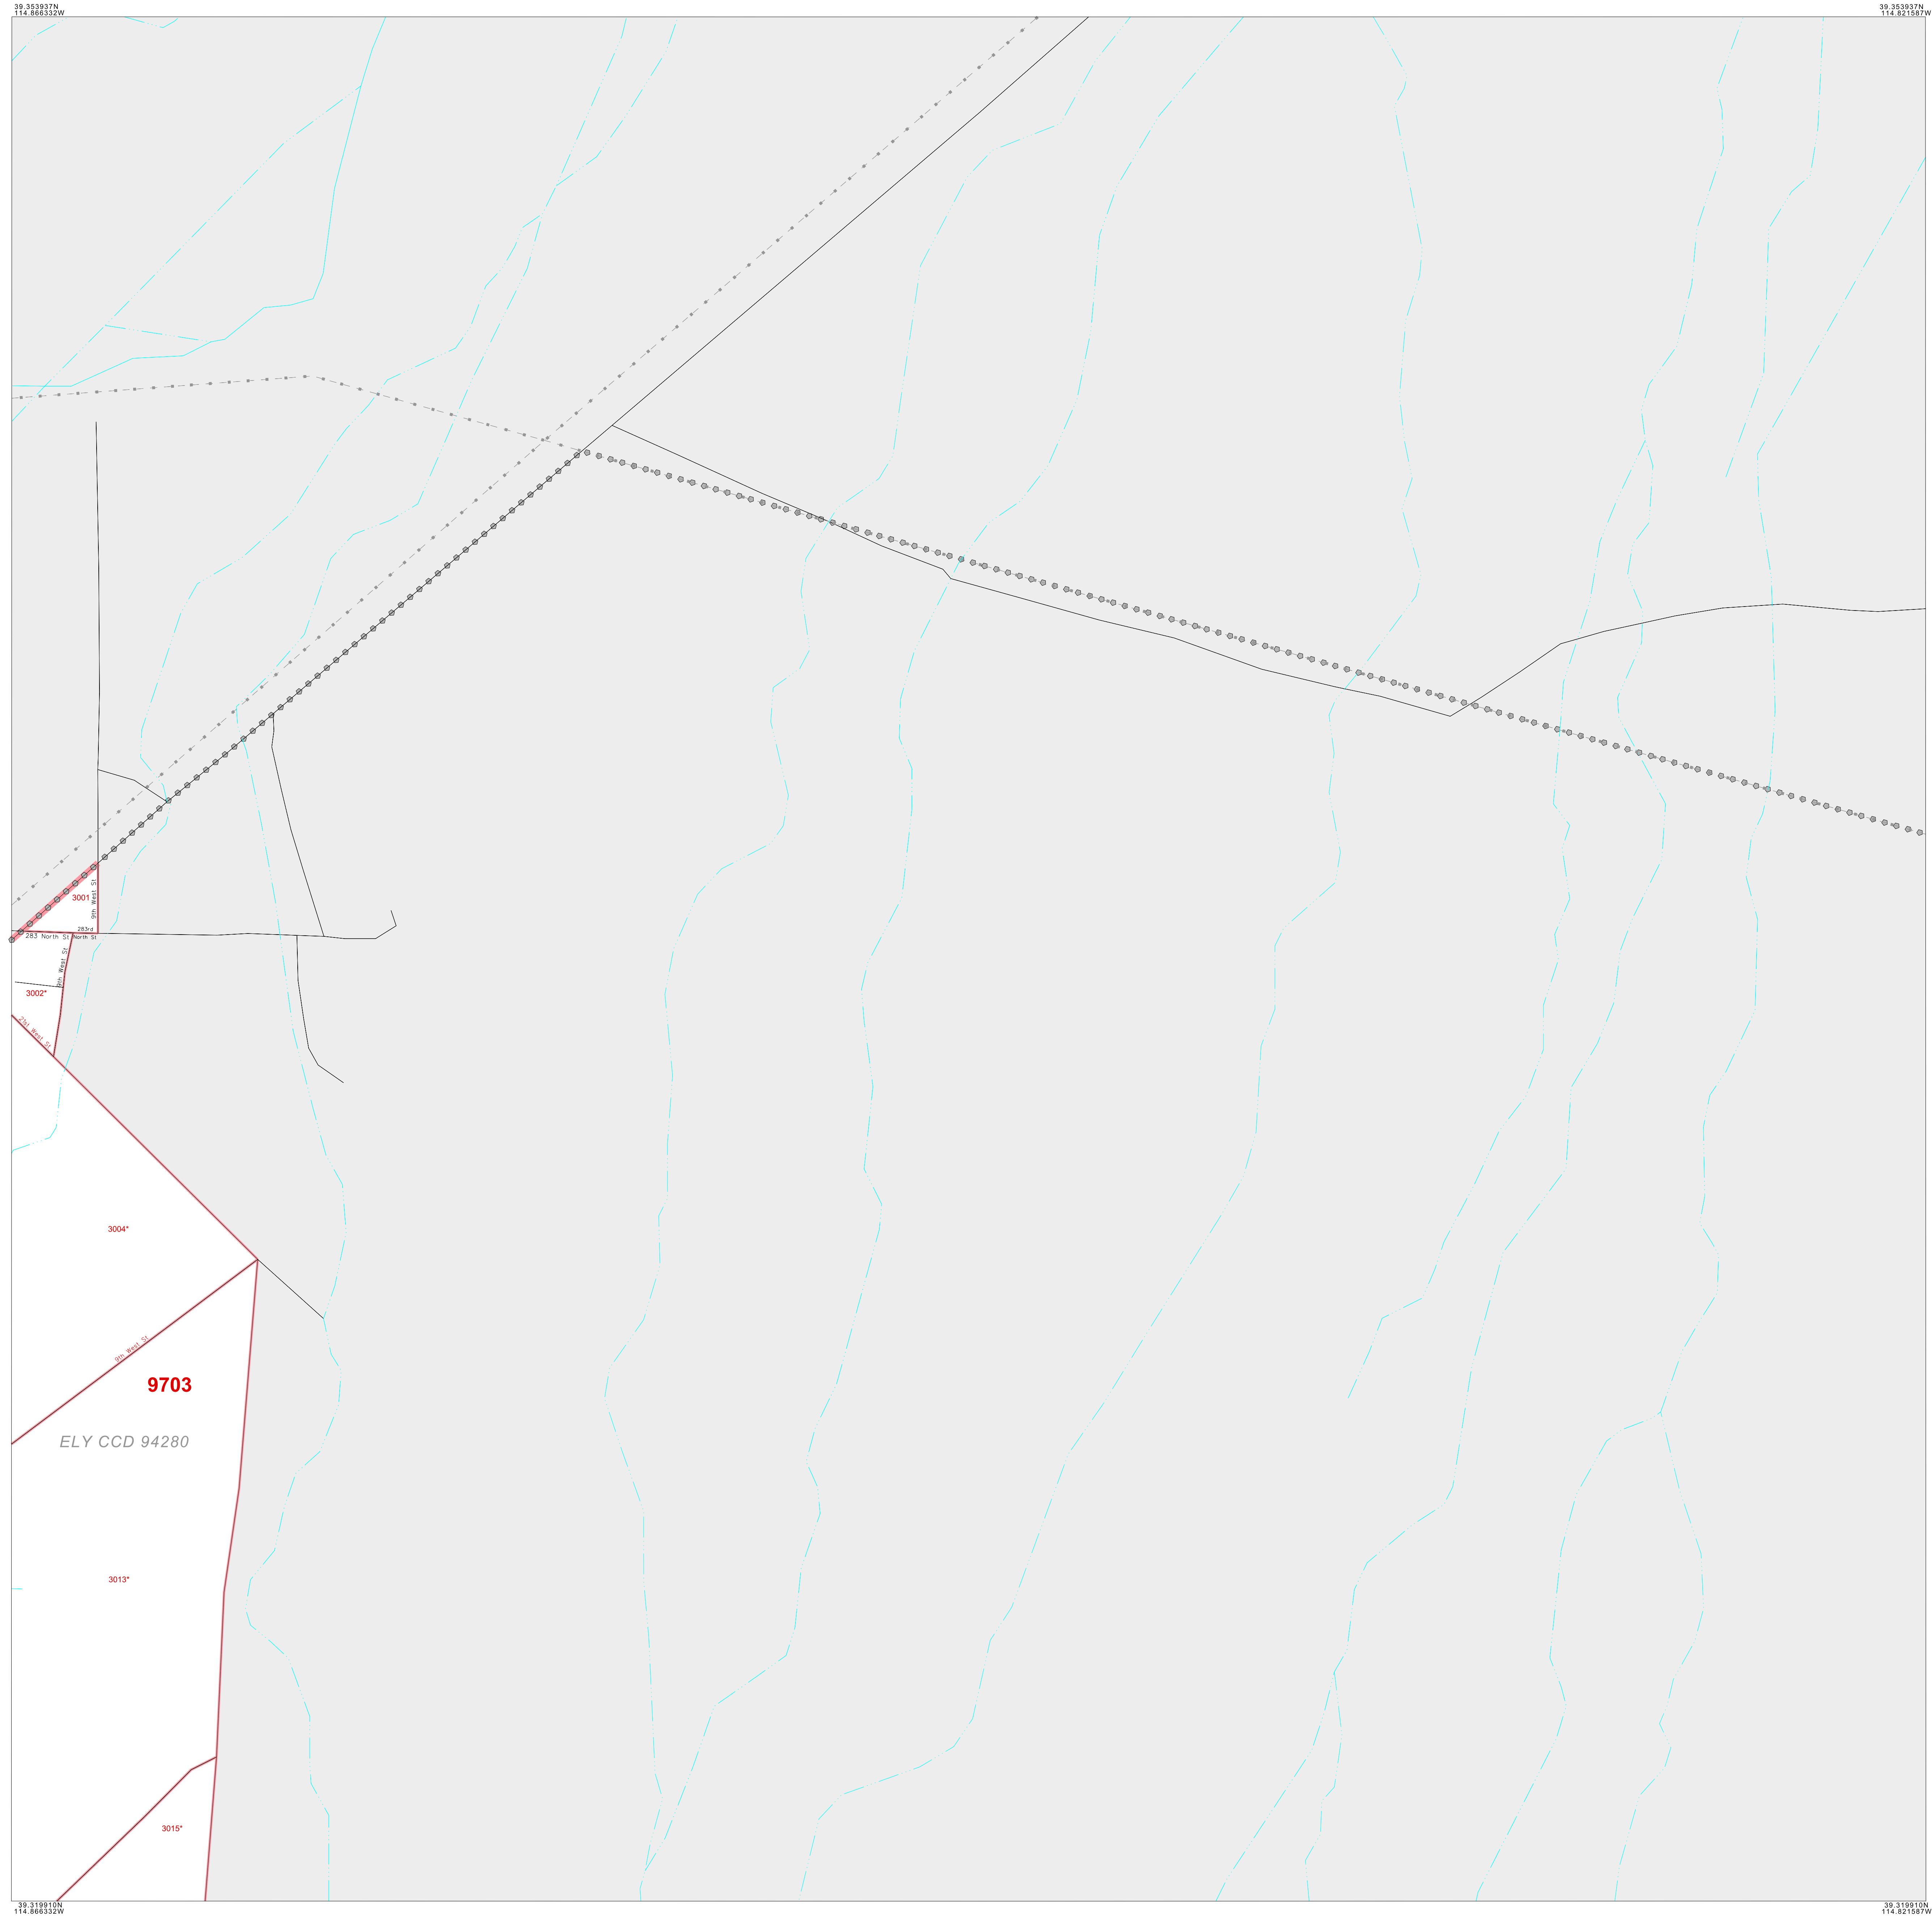 39.353937N
114.866332W
39.353937N
114.821587W
3001
9th West St
283rd
283 North St
North St
9th West St
3002*
21st West St
3004*
9th West St
9703
ELY CCD 94280
3013*
3015*
39.319910N
114.866332W
39.319910N
114.821587W